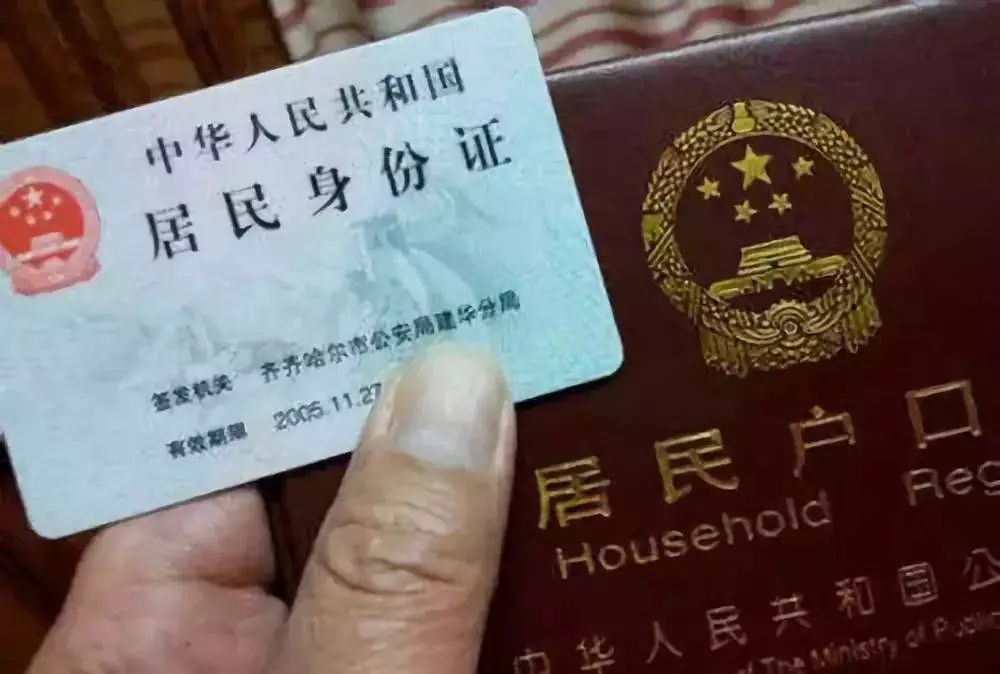 中华人民共和国
居民身份证
签发机关 齐齐哈尔市公安局建华分局
有效期限 2005.11.27
居民户口
Household Reg
中华人民共和国公
of The Ministry of Public